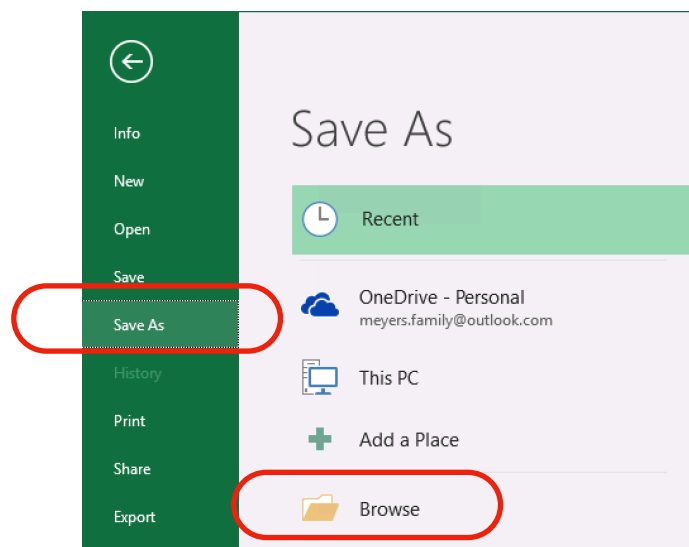 Info
New
Open
Save
Save As
History
Print
Share
Export
Save As
Recent
OneDrive - Personal
meyers.family@outlook.com
This PC
Add a Place
Browse